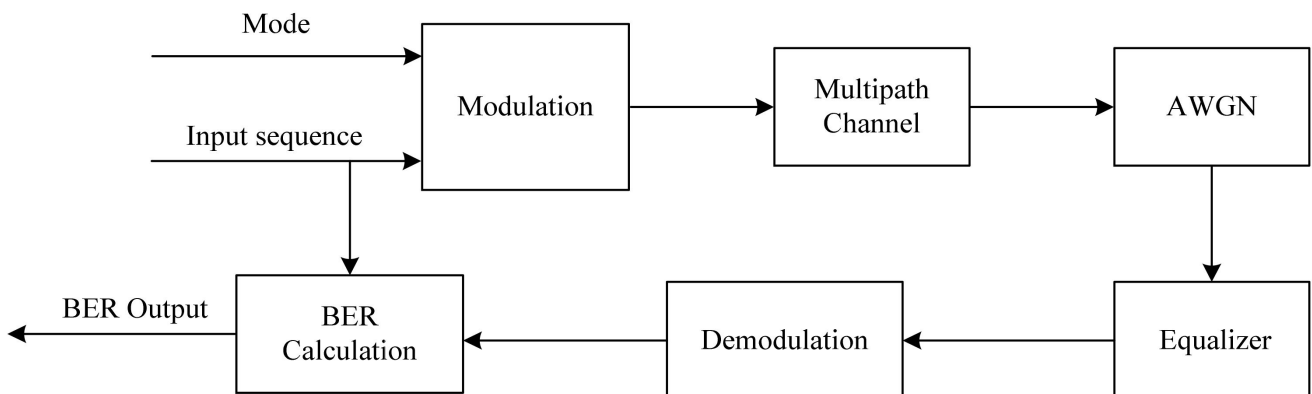 Mode
Input sequence
Modulation
Multipath
Channel
AWGN
BER Output
BER
Calculation
Demodulation
Equalizer